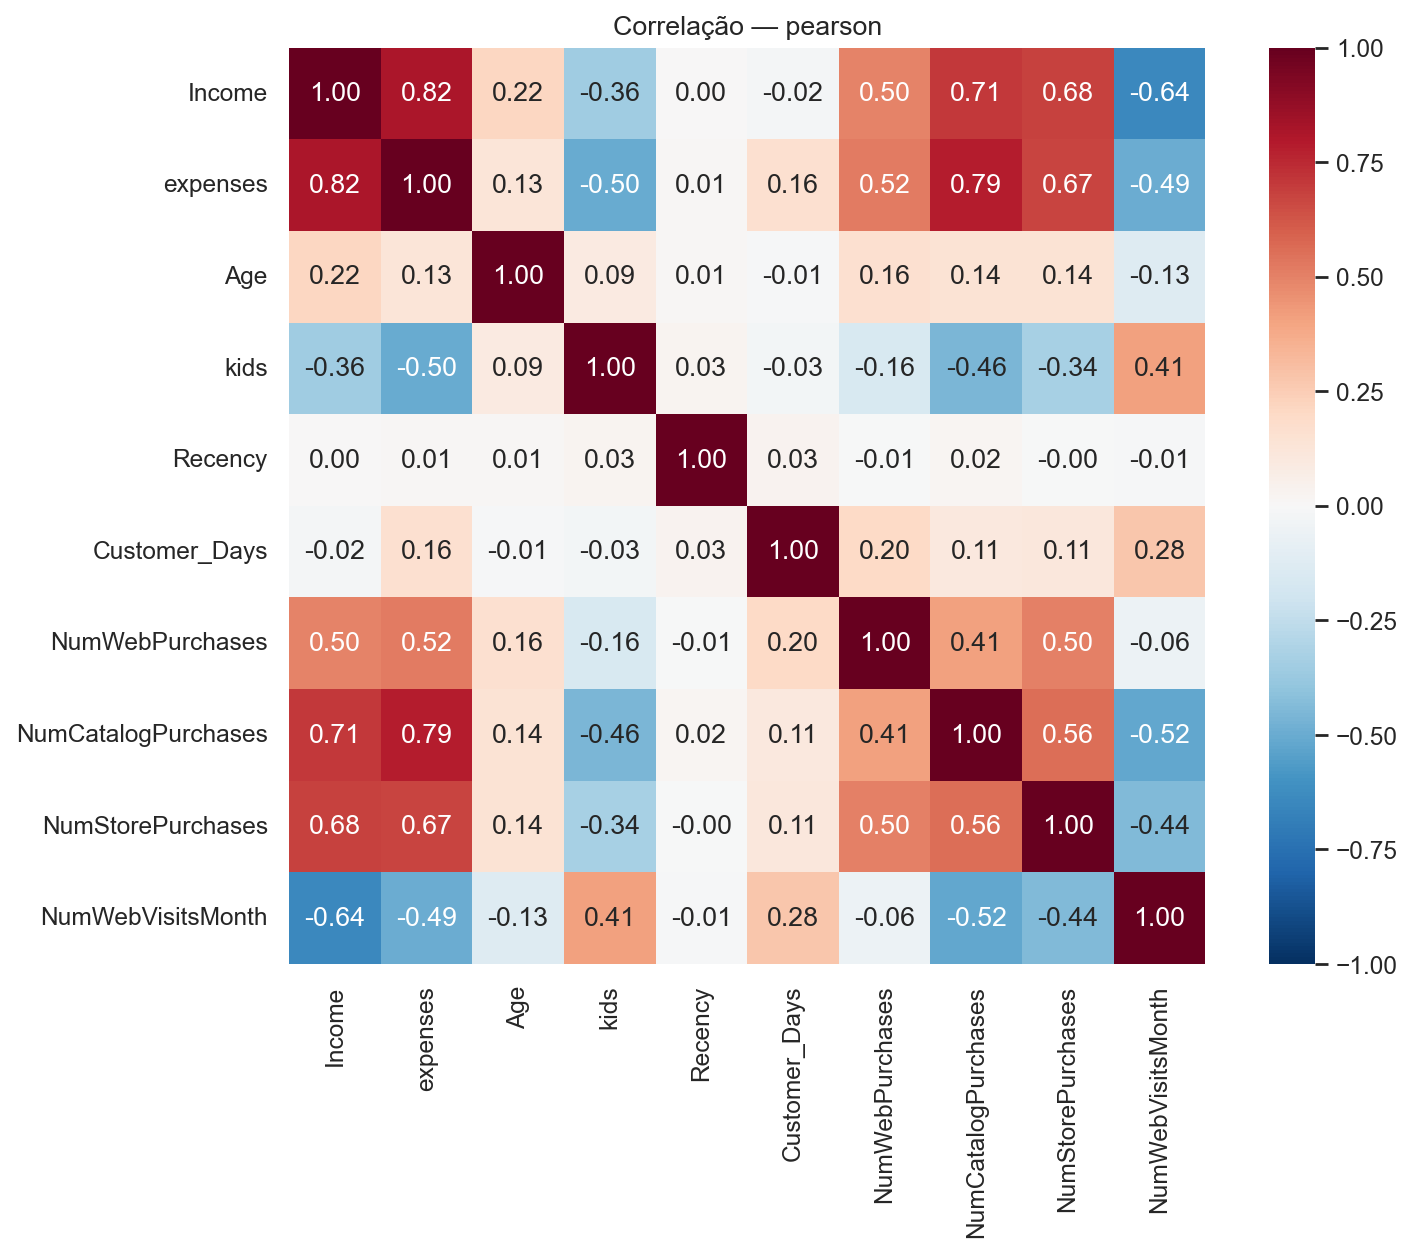 Correlação — pearson
Income 1.00 0.82 0.22 -0.36 0.00 -0.02 0.50 0.71 0.68 -0.64
expenses 0.82 1.00 0.13 -0.50 0.01 0.16 0.52 0.79 0.67 -0.49
Age 0.22 0.13 1.00 0.09 0.01 -0.01 0.16 0.14 0.14 -0.13
kids -0.36 -0.50 0.09 1.00 0.03 -0.03 -0.16 -0.46 -0.34 0.41
Recency 0.00 0.01 0.01 0.03 1.00 0.03 -0.01 0.02 -0.00 -0.01
Customer_Days -0.02 0.16 -0.01 -0.03 0.03 1.00 0.20 0.11 0.11 0.28
NumWebPurchases 0.50 0.52 0.16 -0.16 -0.01 0.20 1.00 0.41 0.50 -0.06
NumCatalogPurchases 0.71 0.79 0.14 -0.46 0.02 0.11 0.41 1.00 0.56 -0.52
NumStorePurchases 0.68 0.67 0.14 -0.34 -0.00 0.11 0.50 0.56 1.00 -0.44
NumWebVisitsMonth -0.64 -0.49 -0.13 0.41 -0.01 0.28 -0.06 -0.52 -0.44 1.00
Income
expenses
Age
kids
Recency
Customer_Days
NumWebPurchases
NumCatalogPurchases
NumStorePurchases
NumWebVisitsMonth
1.00
0.75
0.50
0.25
0.00
−0.25
−0.50
−0.75
−1.00